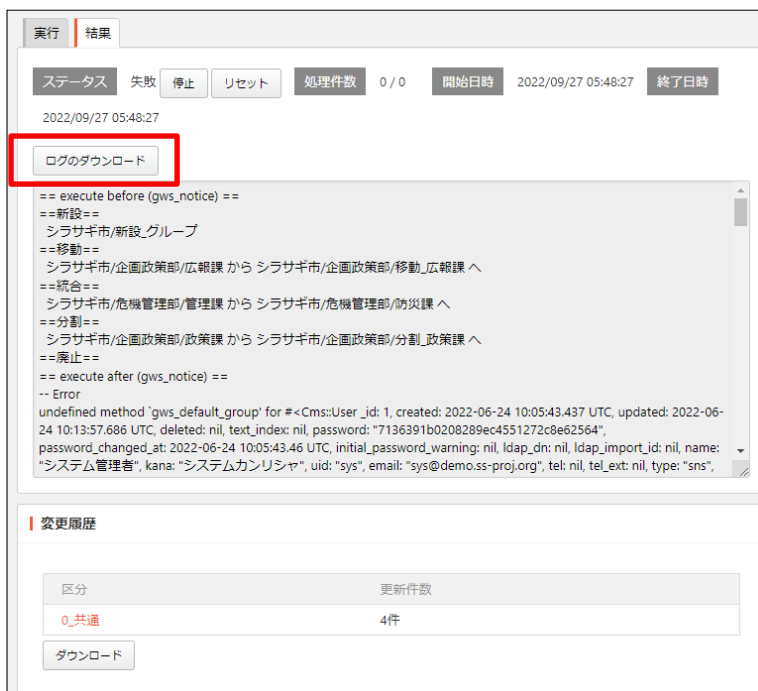 実行 結果
ステータス 失敗 停止 リセット 処理件数 0 / 0 開始日時 2022/09/27 05:48:27 終了日時
2022/09/27 05:48:27
ログのダウンロード
== execute before (gws_notice) ==
==新設==
シラサギ市/新設_グループ
==移動==
シラサギ市/企画政策部/広報課 から シラサギ市/企画政策部/移動_広報課 へ
==統合==
シラサギ市/危機管理部/管理課 から シラサギ市/危機管理部/防災課 へ
==分割==
シラサギ市/企画政策部/政策課 から シラサギ市/企画政策部/分割_政策課 へ
==廃止==
== execute after (gws_notice) ==
-- Error
undefined method `gws_default_group' for #<Cms::User _id: 1, created: 2022-06-24 10:05:43.437 UTC, updated: 2022-06-
24 10:13:57.686 UTC, deleted: nil, text_index: nil, password: "7136391b0208289ec4551272c8e62564",
password_changed_at: 2022-06-24 10:05:43.46 UTC, initial_password_warning: nil, ldap_dn: nil, ldap_import_id: nil, name:
"システム管理者", kana: "システムカンリシャ", uid: "sys", email: "sys@demo.ss-proj.org", tel: nil, tel_ext: nil, type: "sns",
変更履歴
区分 更新件数
0_共通 4件
ダウンロード